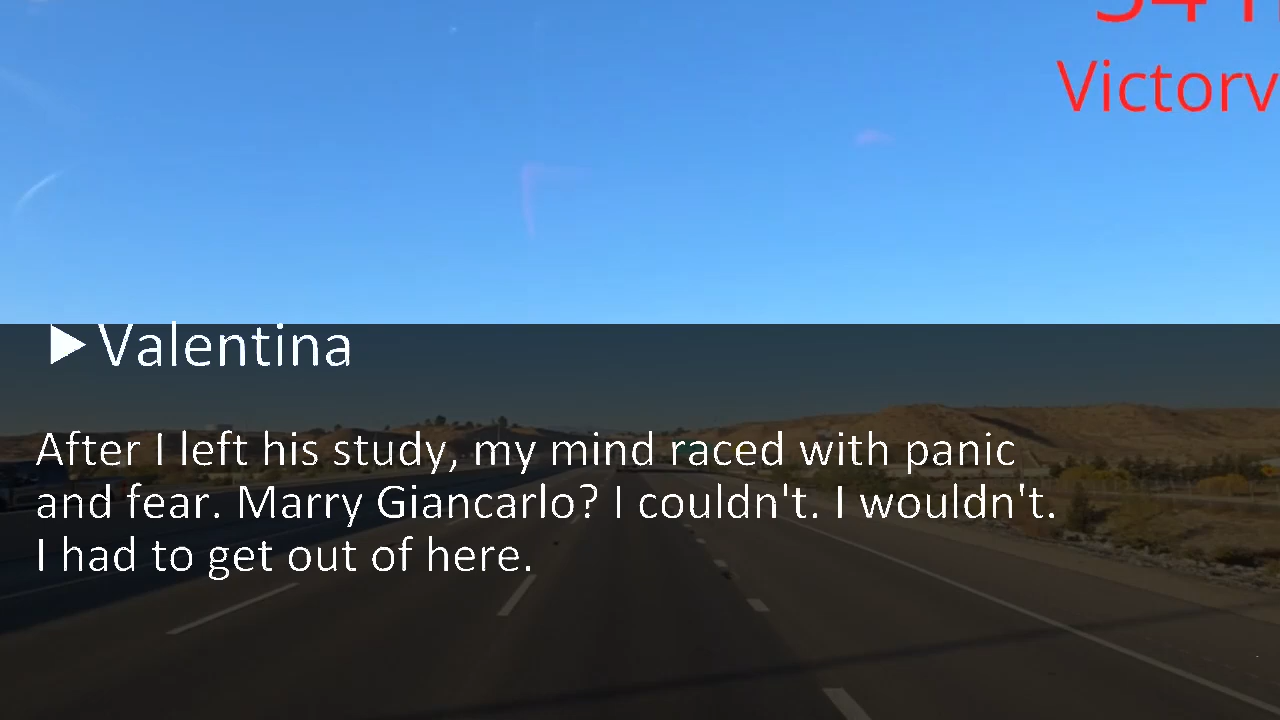 Victorv
▶Valentina
After I left his study, my mind raced with panic
and fear. Marry Giancarlo? I couldn't. I wouldn't.
I had to get out of here.